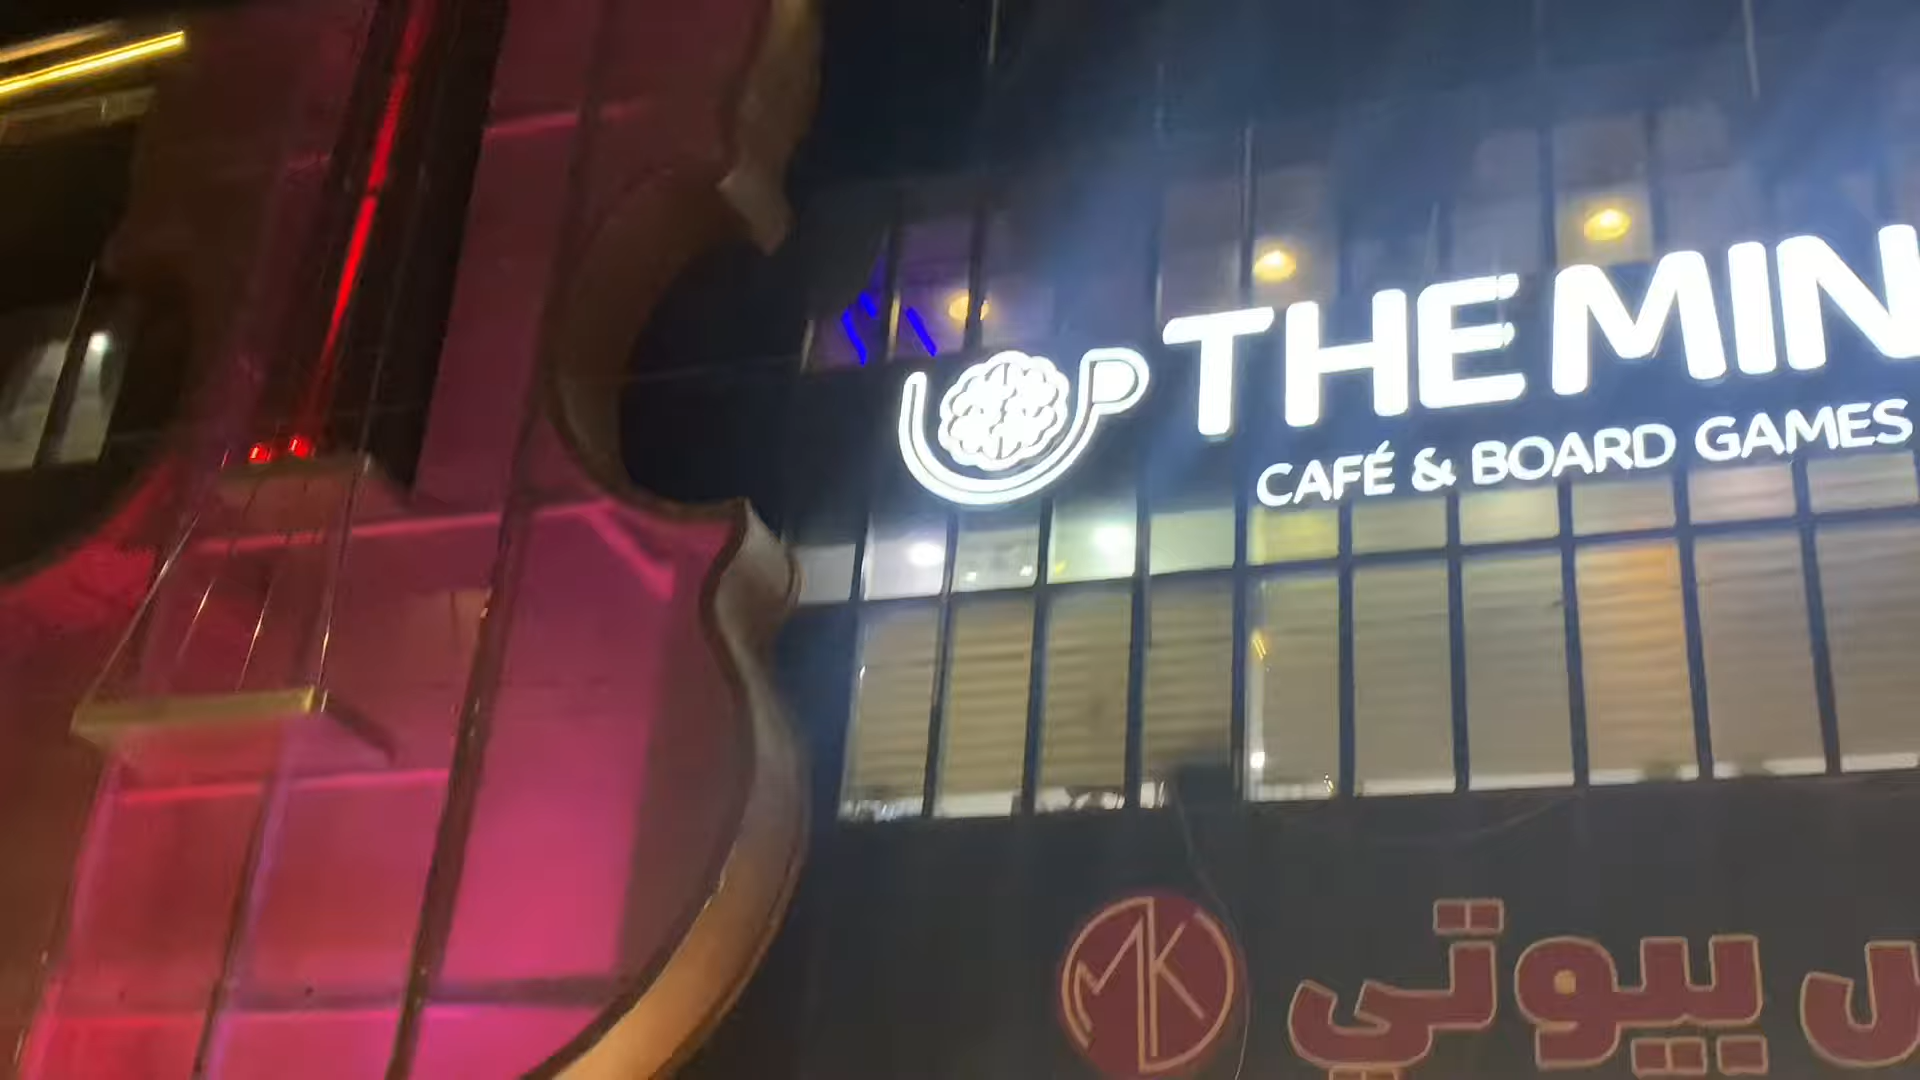 THE MIN
CAFÉ & BOARD GAMES
MK
بيوتي